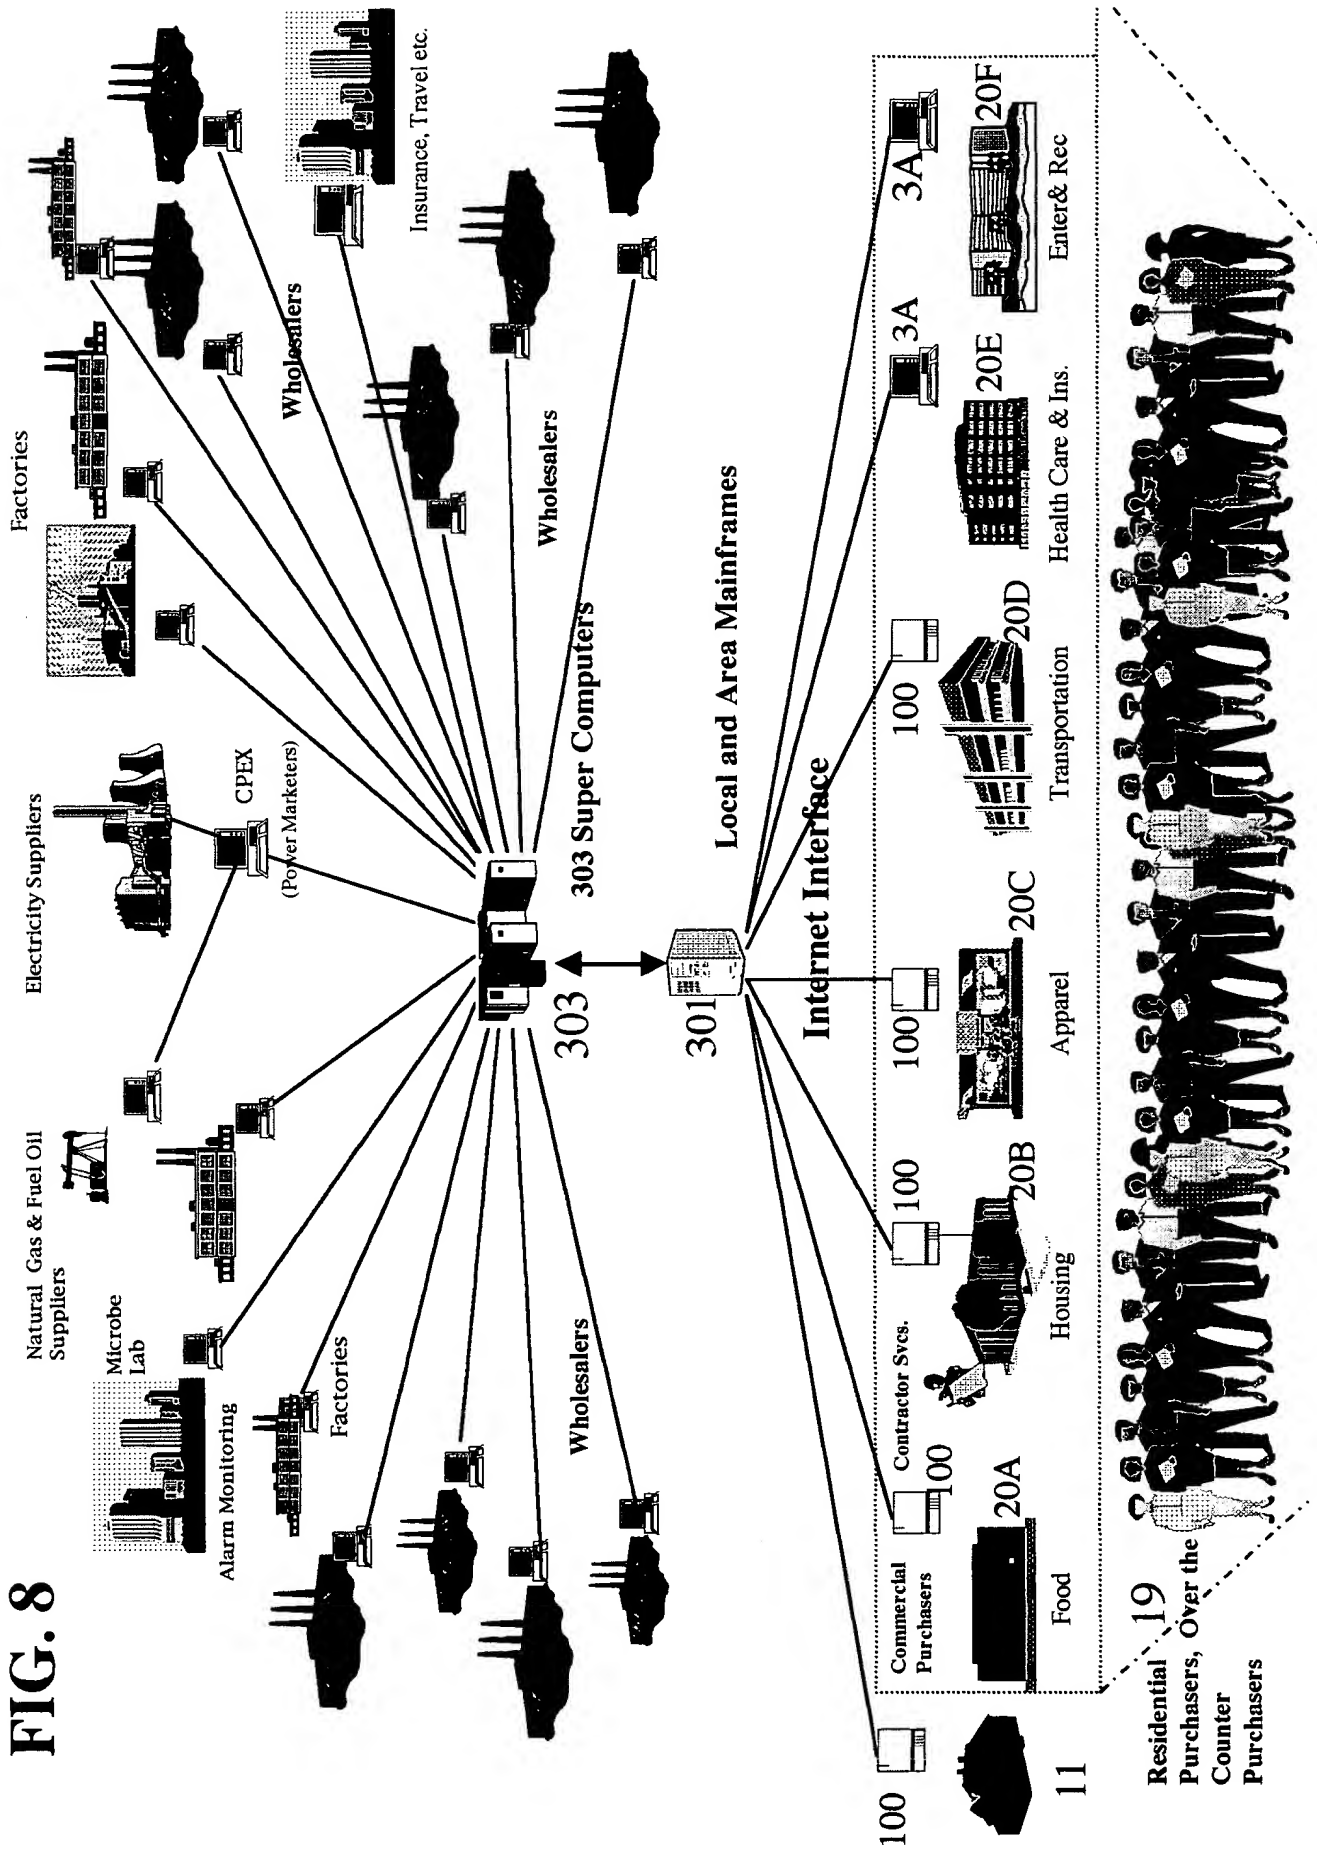 FIG. 8
Natural Gas & Fuel Oil
Suppliers
Electricity Suppliers
Factories
Microbe
Lab
Alarm Monitoring
CPEX
(Power Marketers)
Wholesalers
Insurance, Travel etc.
Factories
Wholesalers
Wholesalers
303 Super Computers
303
301
Local and Area Mainframes
Internet Interface
100
Commercial
Purchasers
100
Contractor Svcs.
100
100
100
3A
3A
11
20A
Food
20B
Housing
20C
Apparel
20D
Transportation
20E
Health Care & Ins.
20F
Enter& Rec
Residential 19
Purchasers, Over the
Counter
Purchasers